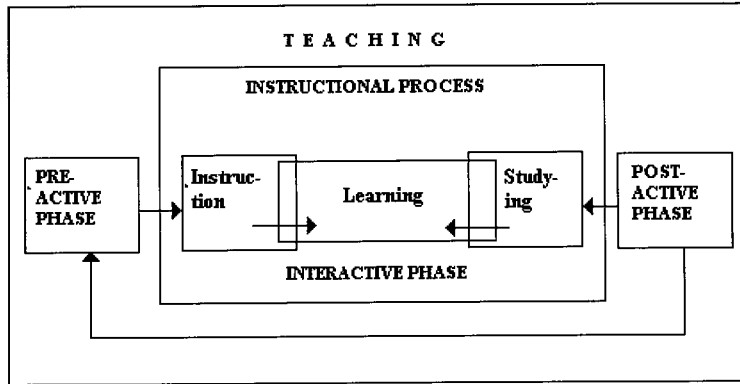 T E A C H I N G
INSTRUCTIONAL PROCESS
PRE-
ACTIVE
PHASE
Instruc-
tion
Learning
Study-
ing
POST-
ACTIVE
PHASE
INTERACTIVE PHASE